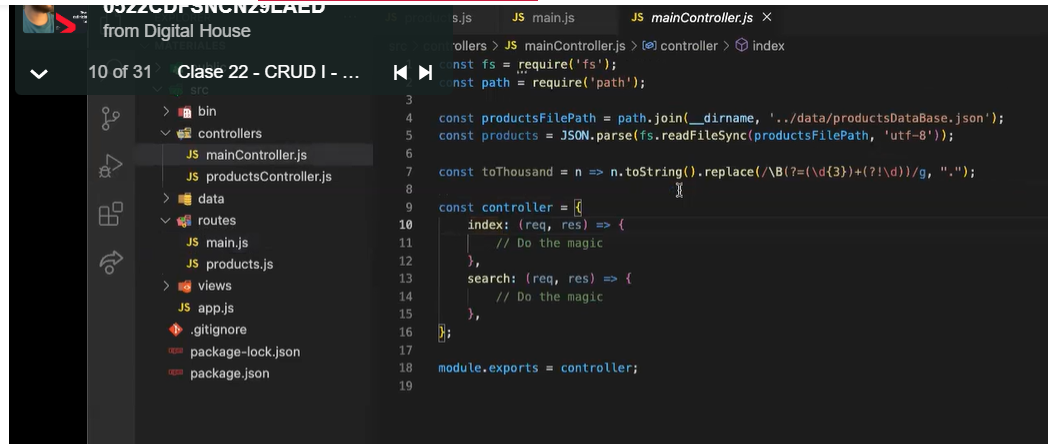 0522CDFSNCN29LAED
from Digital House
10 of 31 Clase 22 - CRUD I - ...
src
bin
controllers
JS mainController.js
JS productsController.js
data
routes
JS main.js
JS products.js
views
JS app.js
.gitignore
package-lock.json
package.json
products.js JS main.js JS mainController.js ×
src > controllers > JS mainController.js > controller > index
const fs = require('fs');
const path = require('path');
3
4 const productsFilePath = path.join(__dirname, '../data/productsDataBase.json');
5 const products = JSON.parse(fs.readFileSync(productsFilePath, 'utf-8'));
6
7 const toThousand = n => n.toString().replace(/\B(?=(\d{3})+(?!\d))/g, ".");
8
9 const controller = {
10 index: (req, res) => {
11 // Do the magic
12 },
13 search: (req, res) => {
14 // Do the magic
15 },
16 };
17
18 module.exports = controller;
19